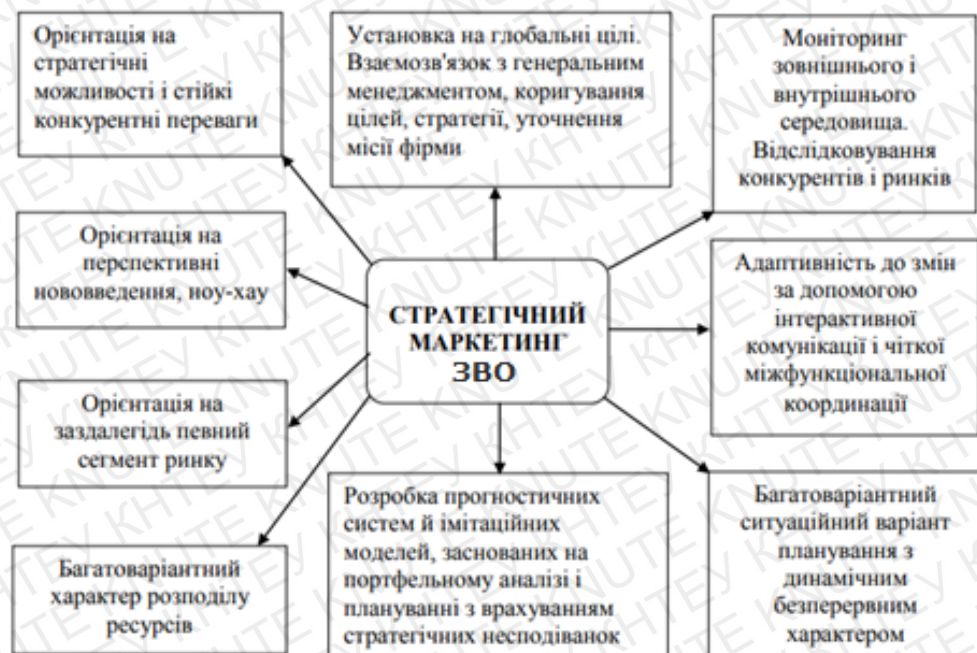 Орієнтація на
стратегічні
можливості і стійкі
конкурентні переваги
Установка на глобальні цілі.
Взаємозв'язок з генеральним
менеджментом, коригування
цілей, стратегії, уточнення
місії фірми
Моніторинг
зовнішнього і
внутрішнього
середовища.
Відслідковування
конкурентів і ринків
Орієнтація на
перспективні
нововведення, ноу-хау
СТРАТЕГІЧНИЙ
МАРКЕТИНГ
ЗВО
Адаптивність до змін
за допомогою
інтерактивної
комунікації і чіткої
міжфункціональної
координації
Орієнтація на
заздалегідь певний
сегмент ринку
Багатоваріантний
характер розподілу
ресурсів
Розробка прогностичних
систем й імітаційних
моделей, заснованих на
портфельному аналізі і
плануванні з врахуванням
стратегічних несподіванок
Багатоваріантний
ситуаційний варіант
планування з
динамічним
безперервним
характером